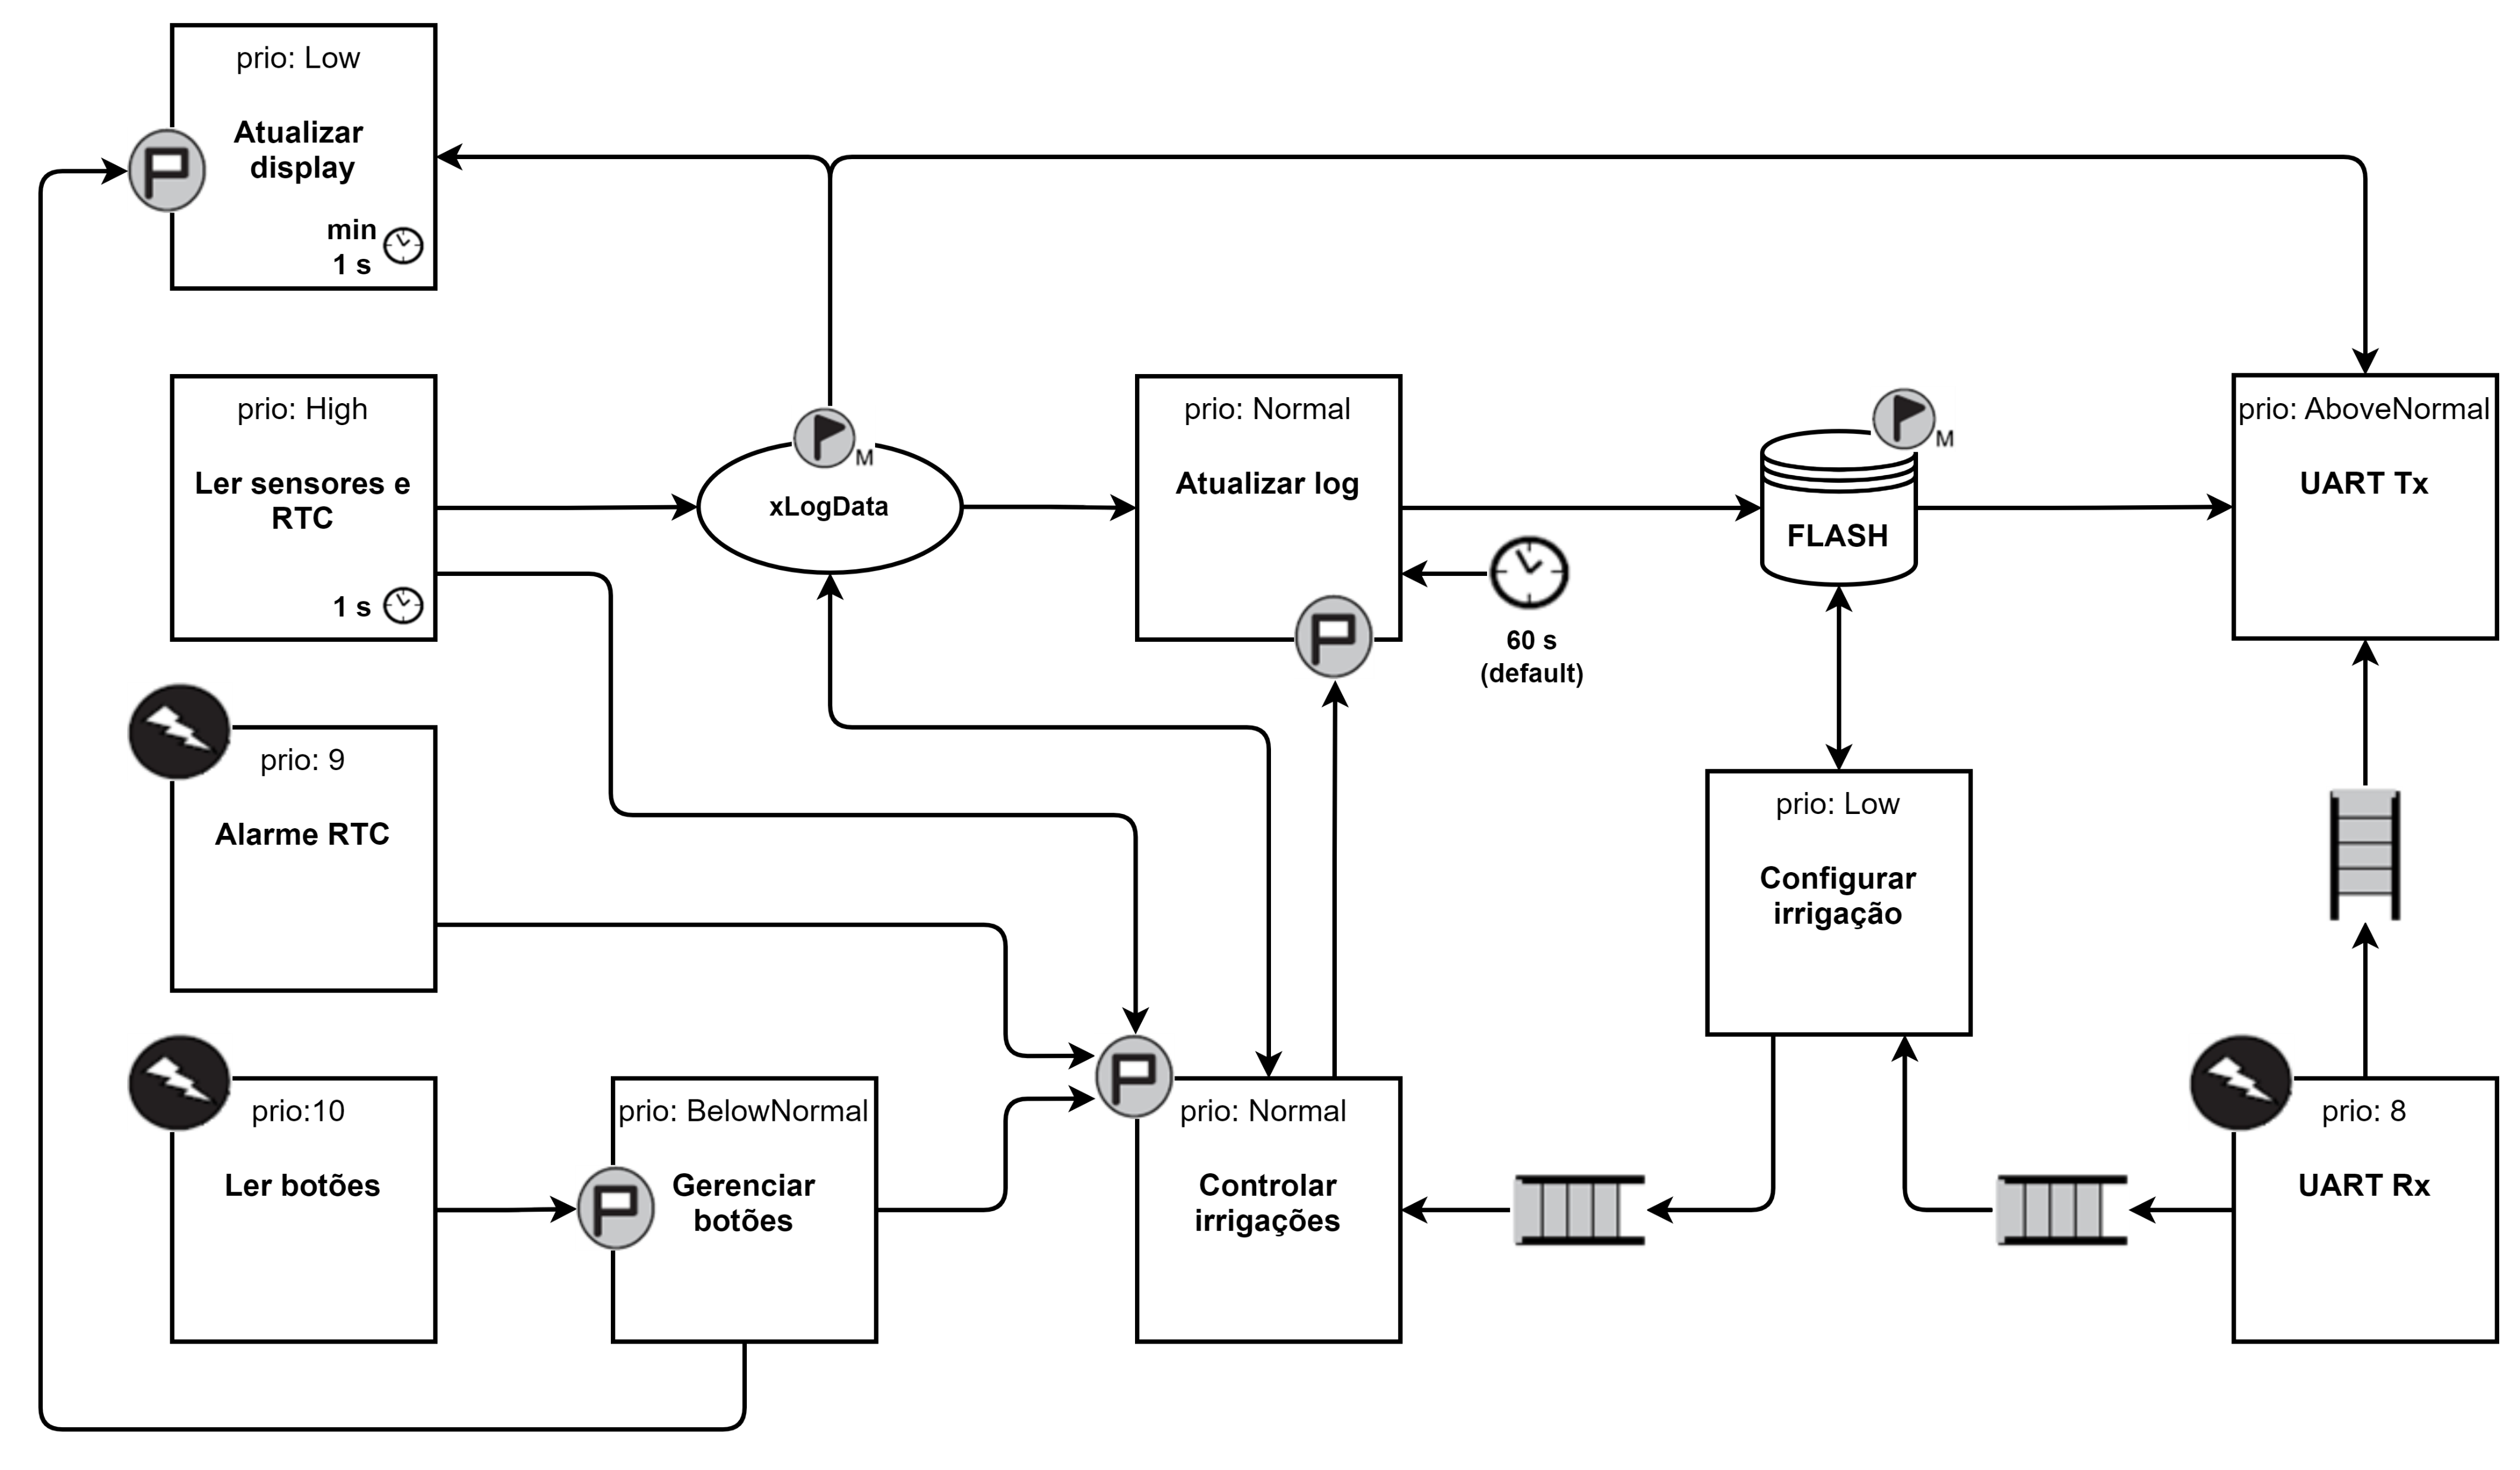 prio: Low
Atualizar
display
min
1 s
prio: High
Ler sensores e
RTC
1 s
xLogData
M
prio: Normal
Atualizar log
60 s
(default)
M
FLASH
prio: AboveNormal
UART Tx
prio: 9
Alarme RTC
prio: Low
Configurar
irrigação
prio:10
Ler botões
prio: BelowNormal
Gerenciar
botões
prio: Normal
Controlar
irrigações
prio: 8
UART Rx